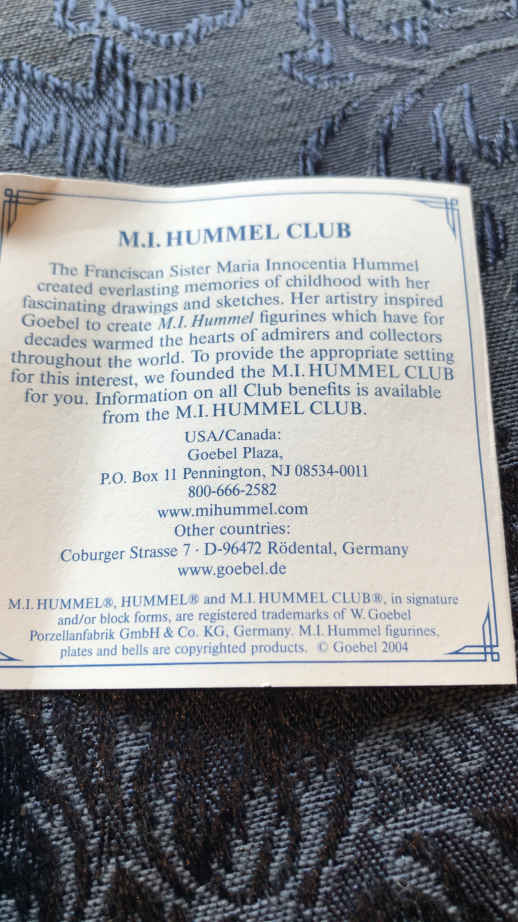 M.I. HUMMEL CLUB
The Franciscan Sister Maria Innocentia Hummel
created everlasting memories of childhood with her
fascinating drawings and sketches. Her artistry inspired
Goebel to create M.I. Hummel figurines which have for
decades warmed the hearts of admirers and collectors
throughout the world. To provide the appropriate setting
for this interest, we founded the M.I. HUMMEL CLUB
for you. Information on all Club benefits is available
from the M.I. HUMMEL CLUB.
USA/Canada:
Goebel Plaza,
P.O. Box 11 Pennington, NJ 08534-0011
800-666-2582
www.mihummel.com
Other countries:
Coburger Strasse 7 · D-96472 Rödental, Germany
www.goebel.de
M.I. HUMMEL®, HUMMEL® and M.I. HUMMEL CLUB®, in signature
and/or block forms, are registered trademarks of W. Goebel
Porzellanfabrik GmbH & Co. KG, Germany. M.I. Hummel figurines,
plates and bells are copyrighted products. © Goebel 2004